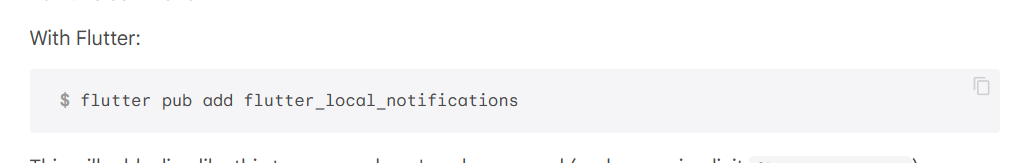 With Flutter:
$ flutter pub add flutter_local_notifications